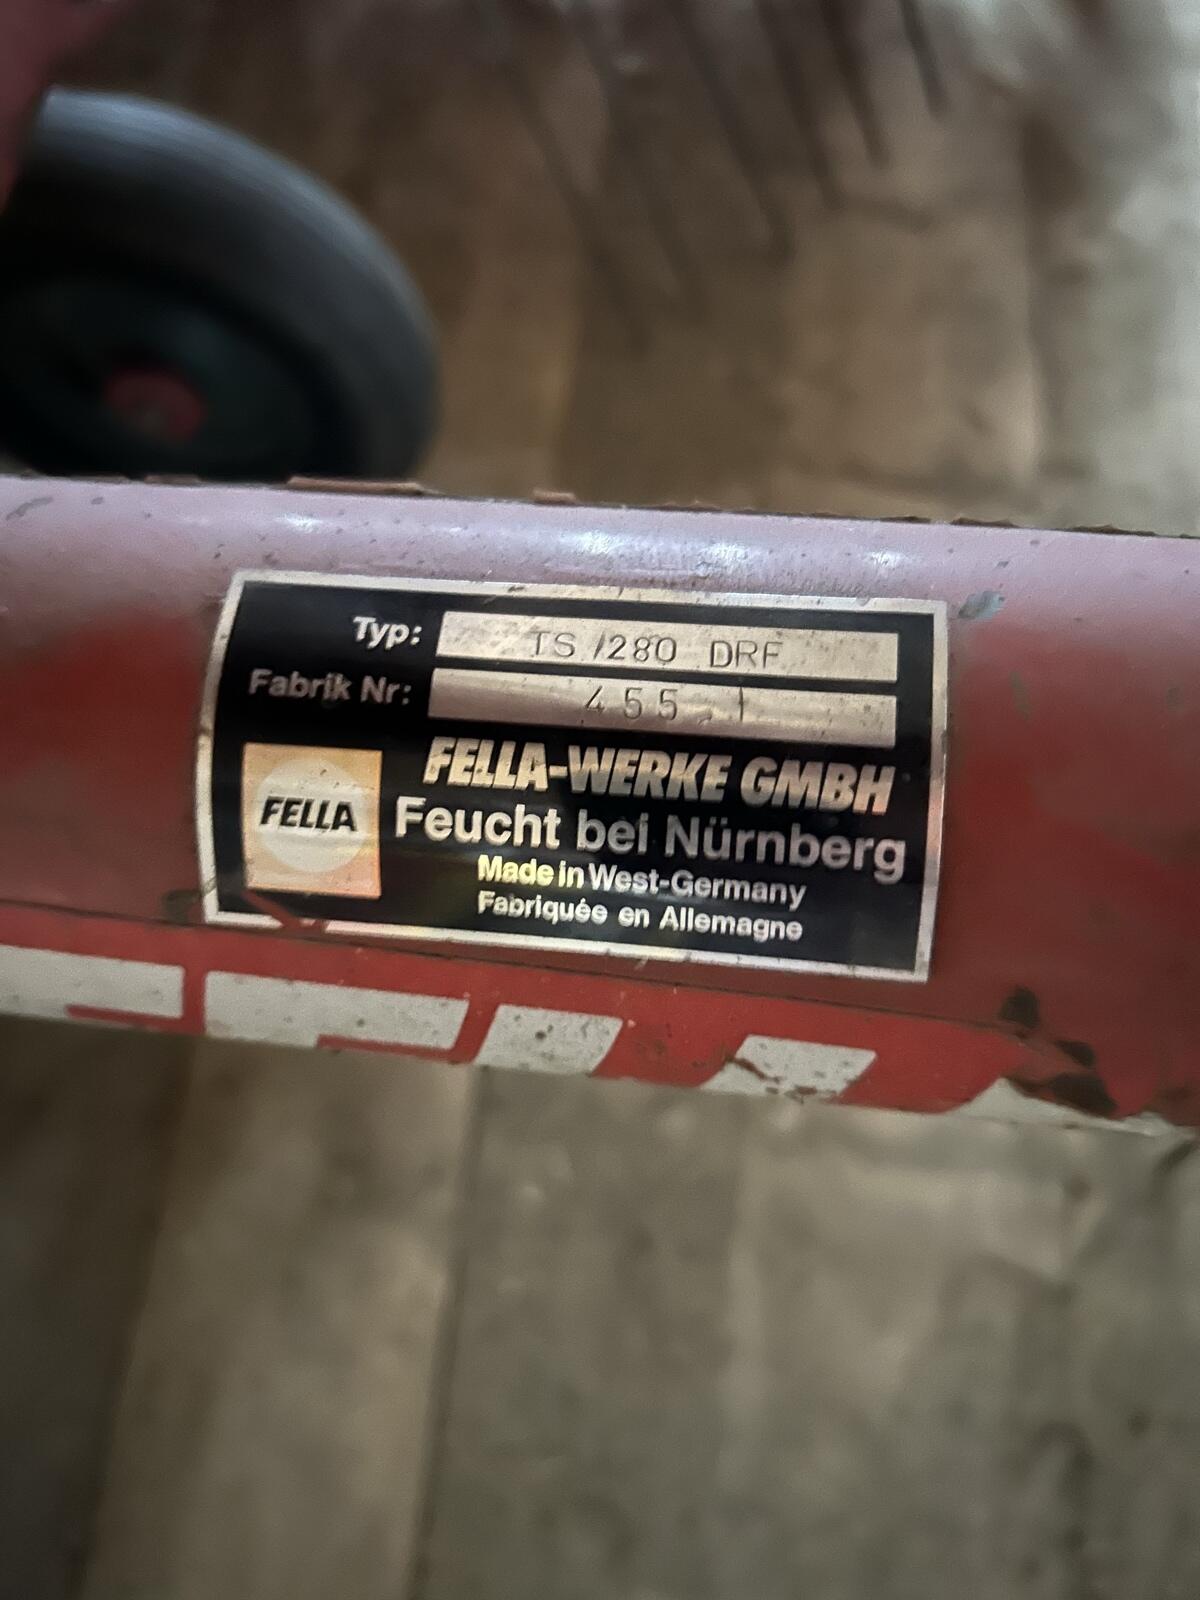 Typ: TS /280 DRF
Fabrik Nr: 455
FELLA-WERKE GMBH
FELLA
Feucht bei Nürnberg
Made in West-Germany
Fabriquée en Allemagne